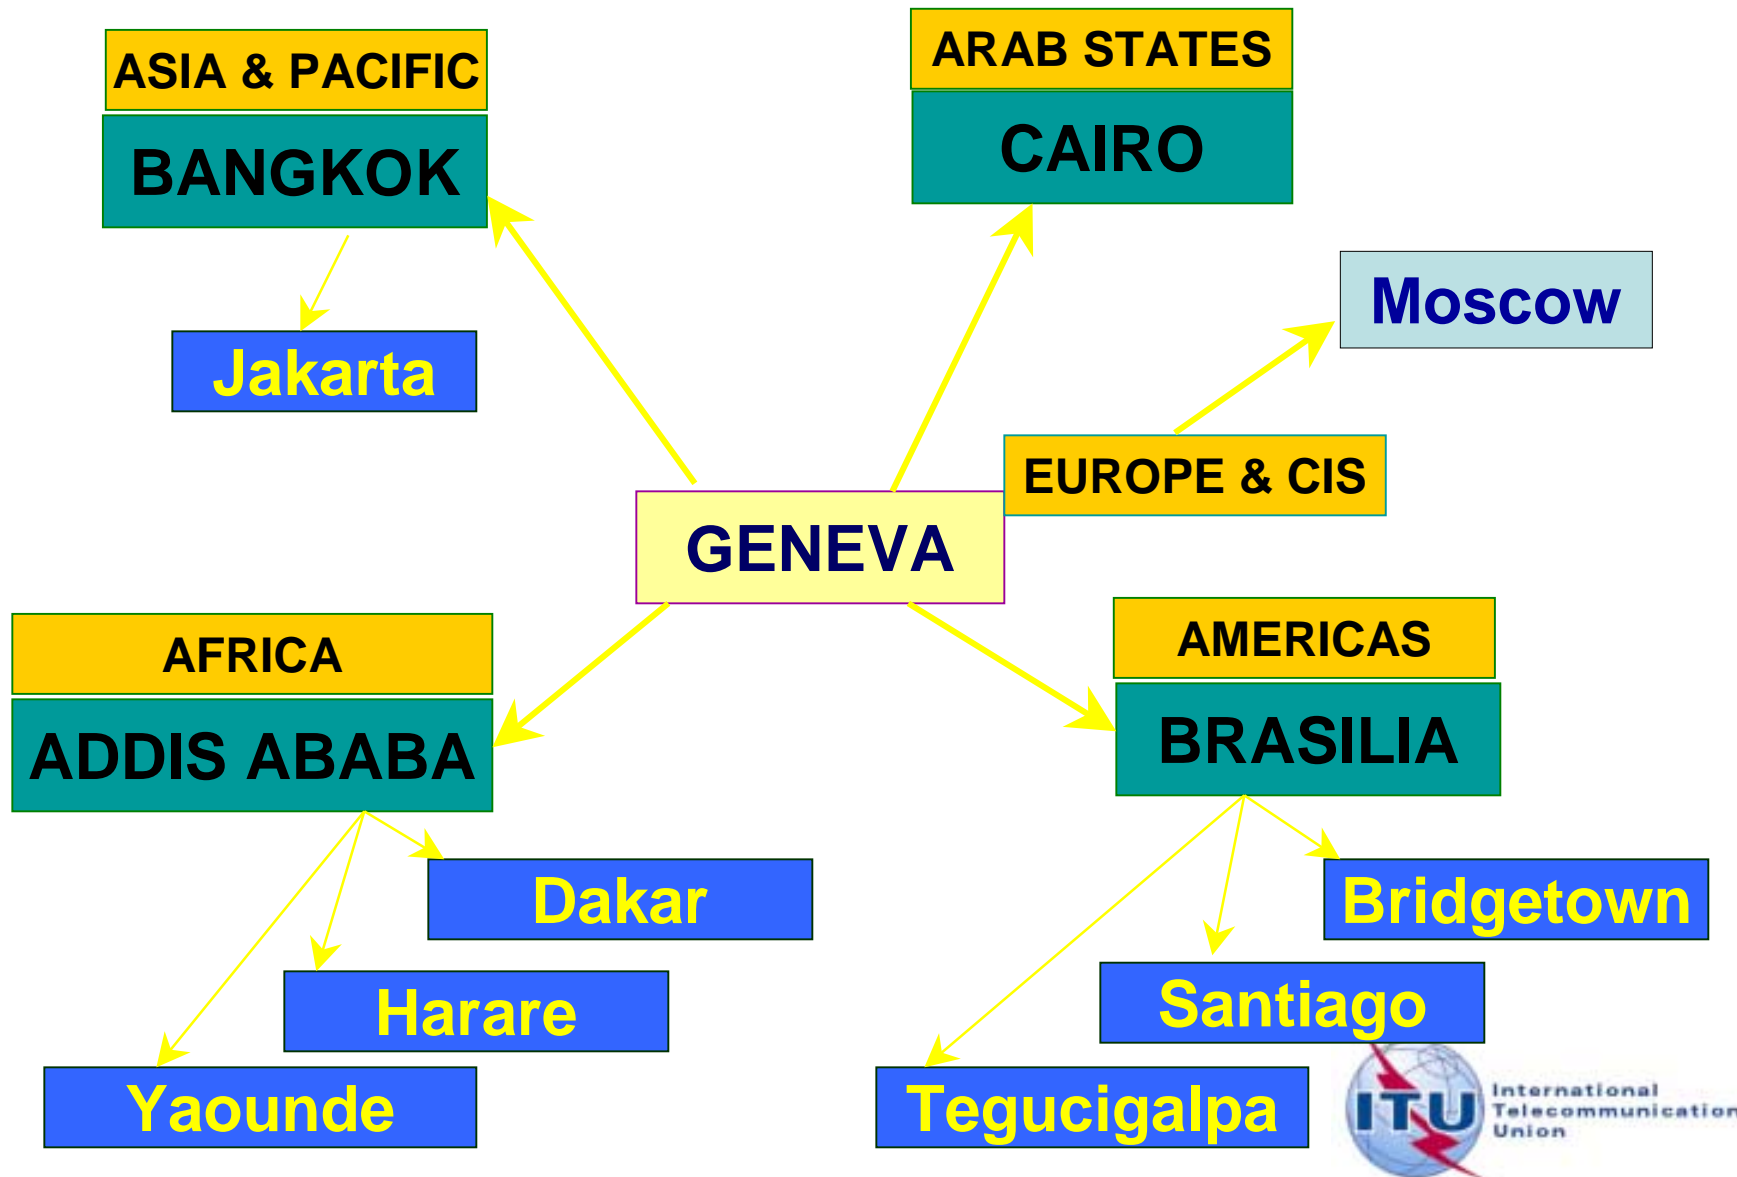 ASIA & PACIFIC
BANGKOK
Jakarta
ARAB STATES
CAIRO
Moscow
EUROPE & CIS
GENEVA
AFRICA
ADDIS ABABA
Dakar
Harare
Yaounde
AMERICAS
BRASILIA
Bridgetown
Santiago
Tegucigalpa
ITU
International
Telecommunication
Union